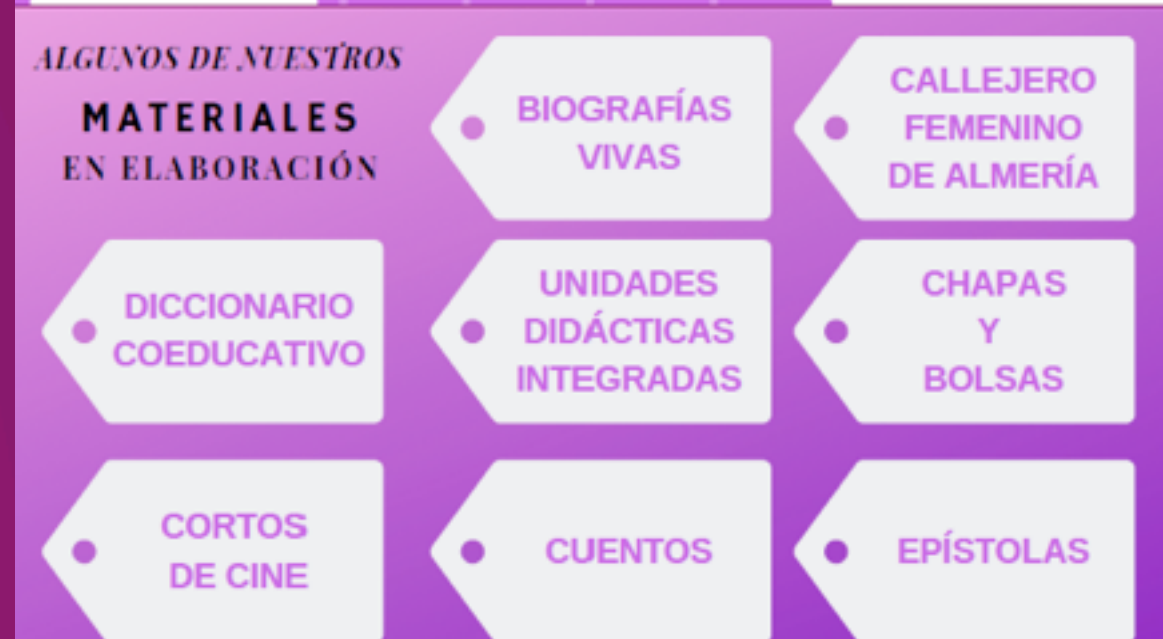 ALGUNOS DE NUESTROS
MATERIALES
EN ELABORACIÓN
BIOGRAFÍAS
VIVAS
CALLEJERO
FEMENINO
DE ALMERÍA
DICCIONARIO
COEDUCATIVO
UNIDADES
DIDÁCTICAS
INTEGRADAS
CHAPAS
Y
BOLSAS
CORTOS
DE CINE
CUENTOS
EPÍSTOLAS